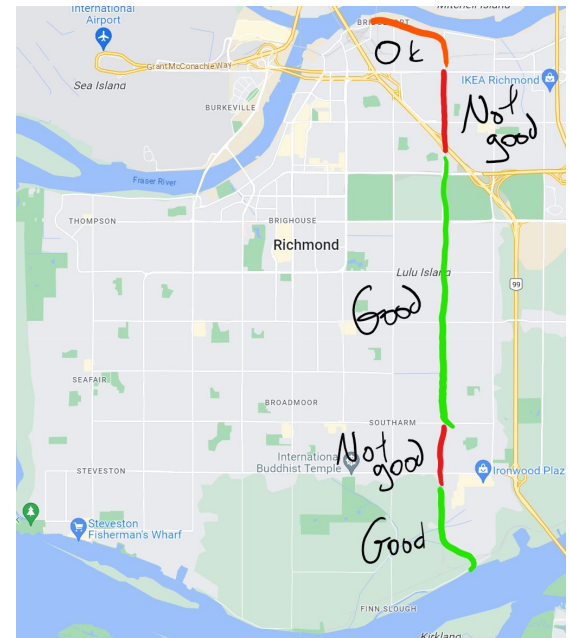 International
Airport
Mitchell Island
BRIDGEPORT
Ok
Grant McConachie Way
Sea Island
IKEA Richmond
Not
good
BURKEVILLE
Fraser River
THOMPSON
BRIGHOUSE
Richmond
Lulu Island
99
Good
SEAFAIR
BROADMOOR
SOUTHARM
Not
good
International
Buddhist Temple
STEVESTON
Ironwood Plaz
Steveston
Fisherman's Wharf
Good
FINN SLOUGH
Kirkland